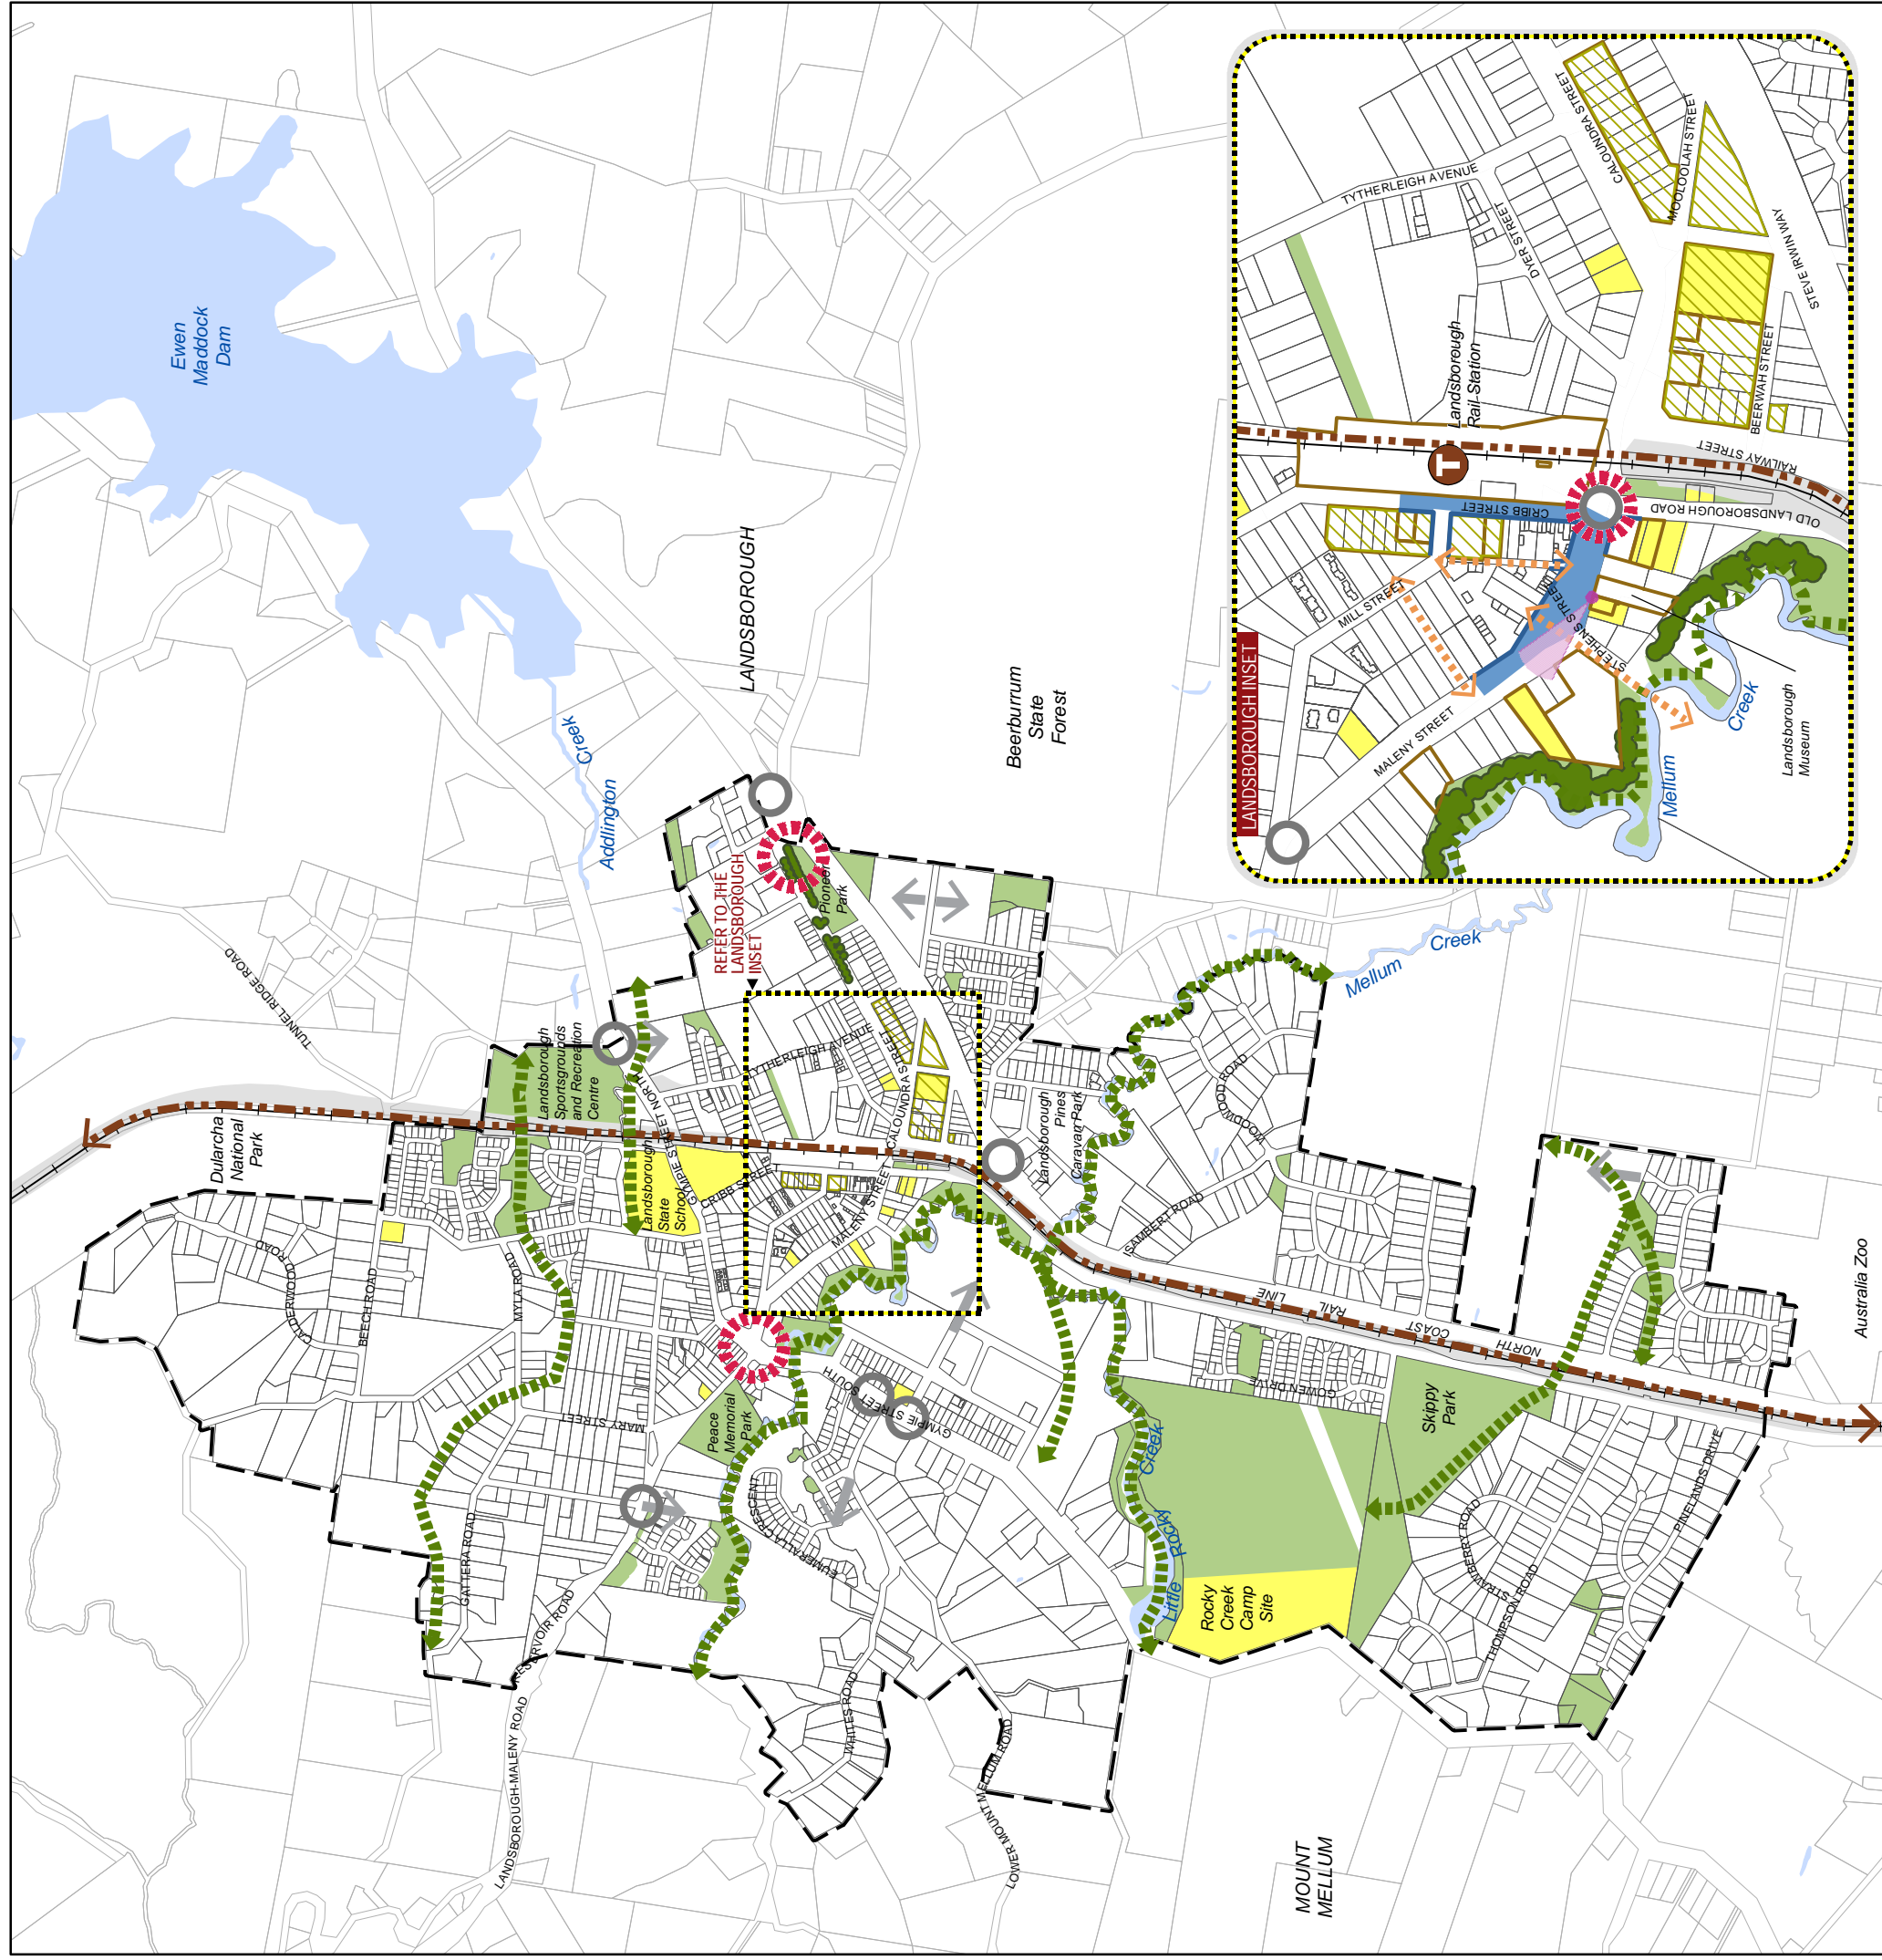 Ewen
Maddock
Dam
LANDSBOROUGH
Addlington
Creek
Beerburrum
State
Forest
TUNNEL RIDGE ROAD
Dularcha
National
Park
Landsborough
Sportsgrounds
and Recreation
Centre
REFER TO THE
LANDSBOROUGH
INSET
Pioneer
Park
CALDERWOOD ROAD
BEECH ROAD
MYLA ROAD
Landsborough
State
School
GYMPIE STREET NORTH
CRIBB STREET
TYTHERLEIGH AVENUE
CALOUNDRA STREET
MALENY STREET
MARY STREET
Peace
Memorial
Park
GYMPIE STREET SOUTH
EUMERALLA CRESCENT
GATTERA ROAD
RESERVOIR ROAD
LANDSBOROUGH-MALENY ROAD
WHITES ROAD
LOWER MOUNT MELLUM ROAD
Landsborough
Pines
Caravan Park
WOODWOOD ROAD
ISAMBERT ROAD
Mellum
Creek
NORTH
COAST
RAIL
LINE
GOWEN DRIVE
Little Rocky
Creek
Rocky
Creek
Camp
Site
Skippy
Park
STRAWBERRY ROAD
THOMPSON ROAD
PINELANDS DRIVE
Australia Zoo
MOUNT
MELLUM
LANDSBOROUGH INSET
TYTHERLEIGH AVENUE
DYER STREET
CALOUNDRA STREET
MOOLOOLAH STREET
STEVE IRWIN WAY
BEERWAH STREET
RAILWAY STREET
OLD LANDSBOROUGH ROAD
Landsborough
Rail Station
T
CRIBB STREET
MILL STREET
MALENY STREET
STEPHENS STREET
Mellum
Creek
Landsborough
Museum